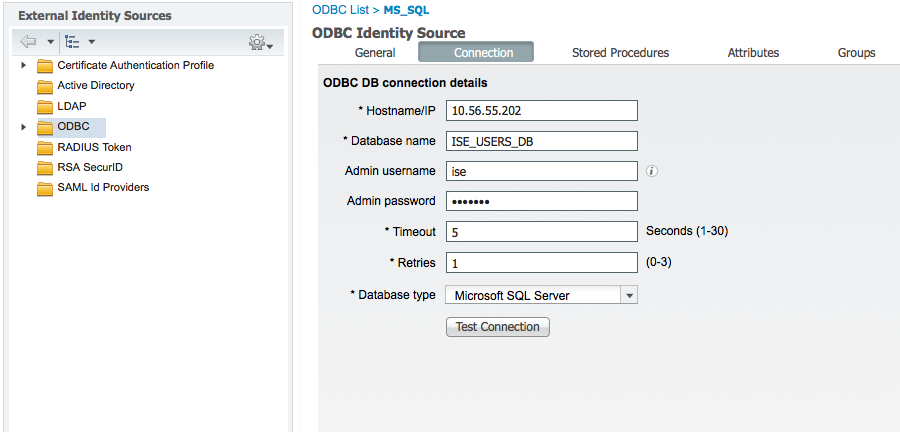 External Identity Sources
Certificate Authentication Profile
Active Directory
LDAP
ODBC
RADIUS Token
RSA SecurID
SAML Id Providers
ODBC List > MS_SQL
ODBC Identity Source
General Connection Stored Procedures Attributes Groups
ODBC DB connection details
* Hostname/IP 10.56.55.202
* Database name ISE_USERS_DB
Admin username ise
Admin password •••••••
* Timeout 5 Seconds (1-30)
* Retries 1 (0-3)
* Database type Microsoft SQL Server
Test Connection